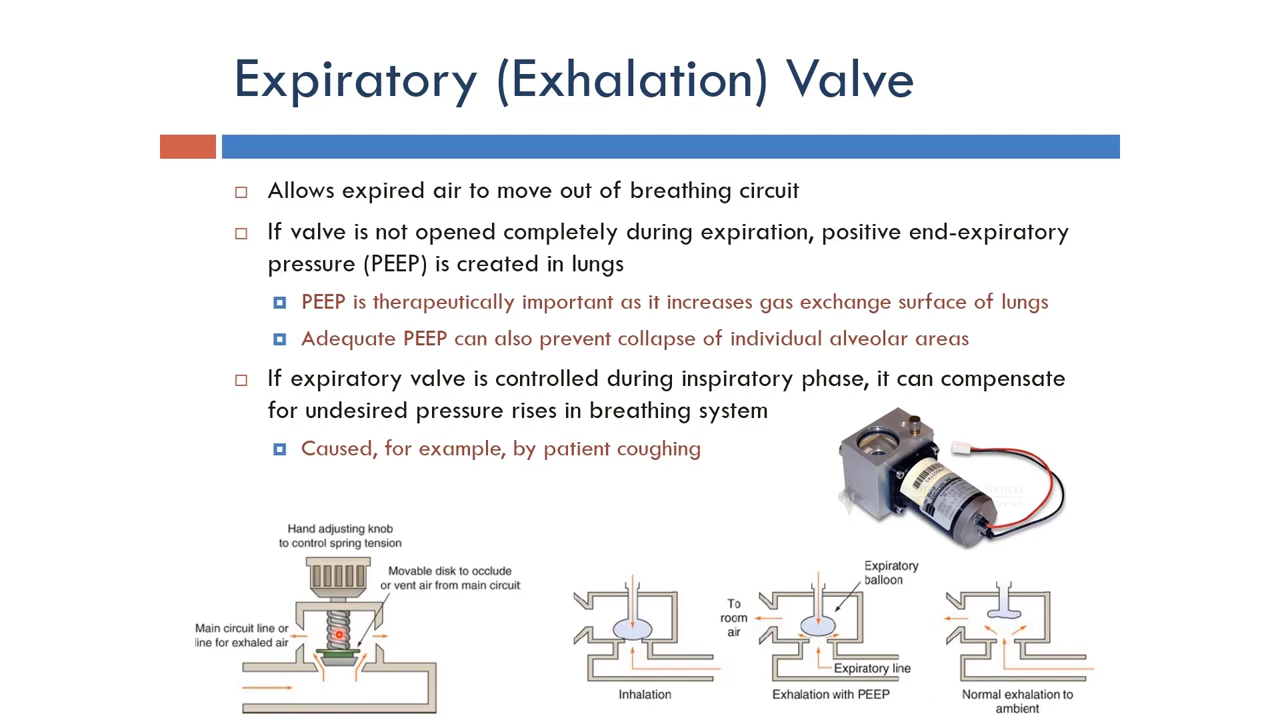 Expiratory (Exhalation) Valve
Allows expired air to move out of breathing circuit
If valve is not opened completely during expiration, positive end-expiratory
pressure (PEEP) is created in lungs
PEEP is therapeutically important as it increases gas exchange surface of lungs
Adequate PEEP can also prevent collapse of individual alveolar areas
If expiratory valve is controlled during inspiratory phase, it can compensate
for undesired pressure rises in breathing system
Caused, for example, by patient coughing
SERVICES
Hand adjusting knob
to control spring tension
Movable disk to occlude
or vent air from main circuit
Main circuit line or
line for exhaled air
Expiratory
balloon
To
room
air
Expiratory line
Inhalation
Exhalation with PEEP
Normal exhalation to
ambient